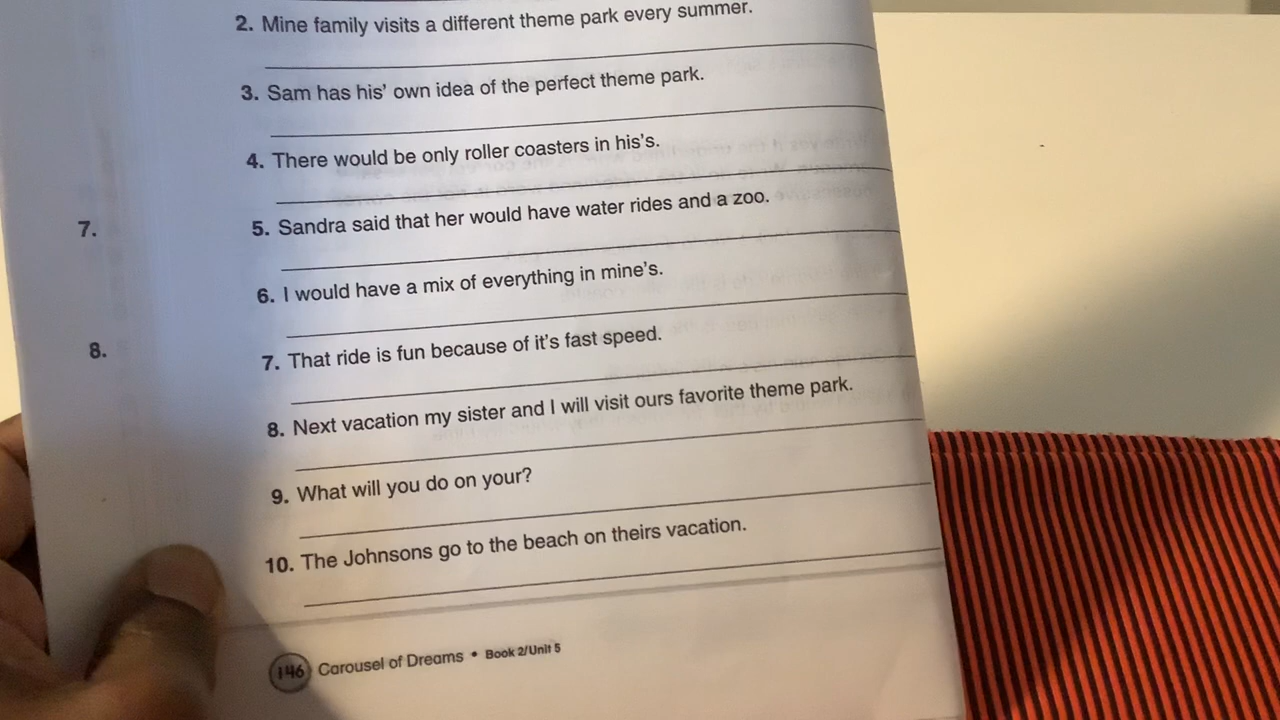 2. Mine family visits a different theme park every summer.
3. Sam has his' own idea of the perfect theme park.
4. There would be only roller coasters in his's.
5. Sandra said that her would have water rides and a zoo.
7.
6. I would have a mix of everything in mine's.
7. That ride is fun because of it's fast speed.
8.
8. Next vacation my sister and I will visit ours favorite theme park.
9. What will you do on your?
10. The Johnsons go to the beach on theirs vacation.
146 Carousel of Dreams • Book 2/Unit 5